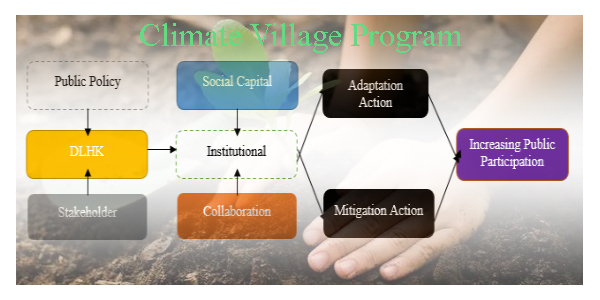 Climate Village Program
Public Policy
Social Capital
Adaptation
Action
DLHK
Institutional
Increasing Public
Participation
Stakeholder
Collaboration
Mitigation Action